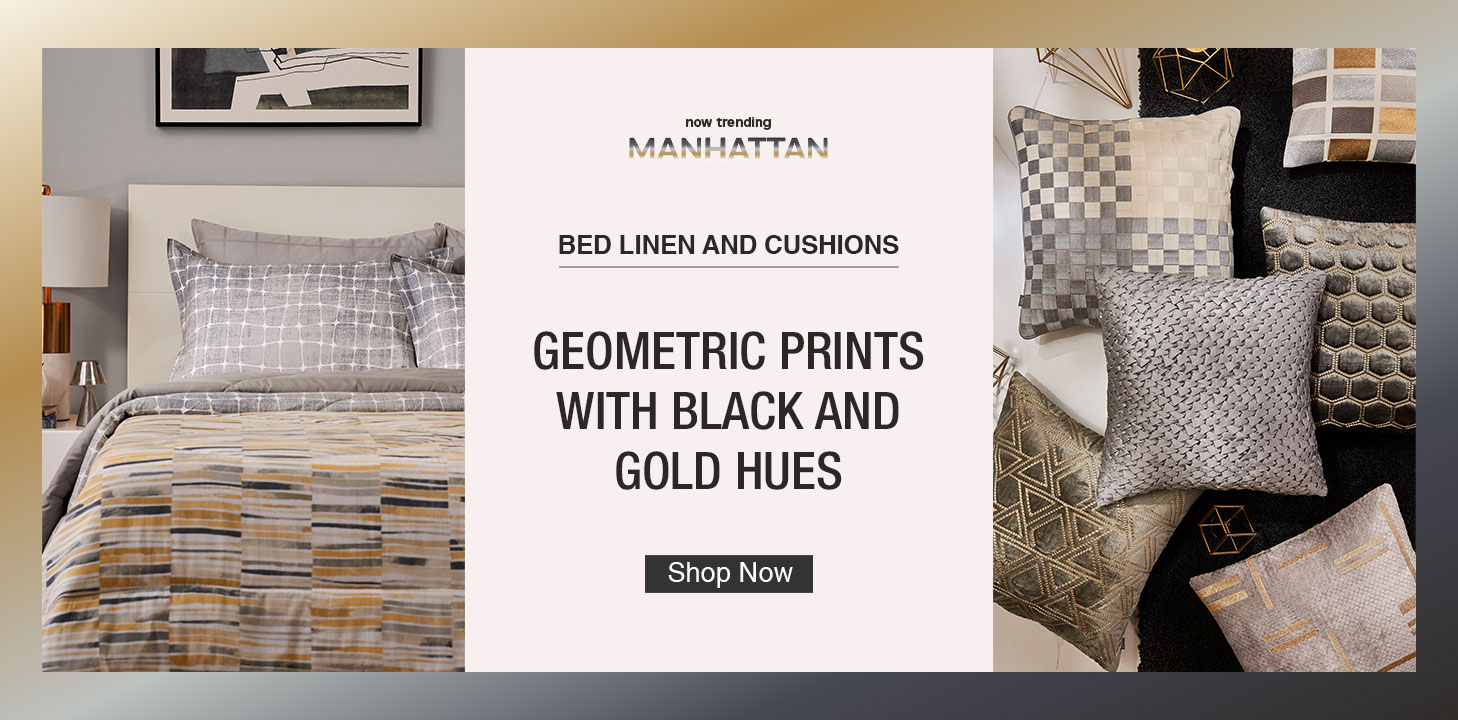 now trending
MANHATTAN
BED LINEN AND CUSHIONS
GEOMETRIC PRINTS
WITH BLACK AND
GOLD HUES
Shop Now